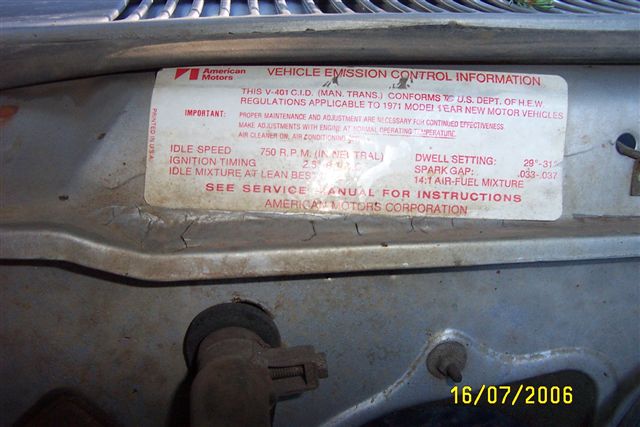 American
Motors
VEHICLE EMISSION CONTROL INFORMATION
THIS V-401 C.I.D. (MAN. TRANS.) CONFORMS TO U.S. DEPT. OF H.E.W.
REGULATIONS APPLICABLE TO 1971 MODEL YEAR NEW MOTOR VEHICLES
IMPORTANT: PROPER MAINTENANCE AND ADJUSTMENT ARE NECESSARY FOR CONTINUED EFFECTIVENESS.
MAKE ADJUSTMENTS WITH ENGINE AT NORMAL OPERATING TEMPERATURE.
AIR CLEANER ON, AIR CONDITIONING
PRINTED IN U.S.A.
IDLE SPEED 750 R.P.M. (IN NEUTRAL) DWELL SETTING: 29°-31°
IGNITION TIMING SPARK GAP: .033-.037
IDLE MIXTURE AT LEAN BEST 14:1 AIR-FUEL MIXTURE
SEE SERVICE MANUAL FOR INSTRUCTIONS
AMERICAN MOTORS CORPORATION
16/07/2006